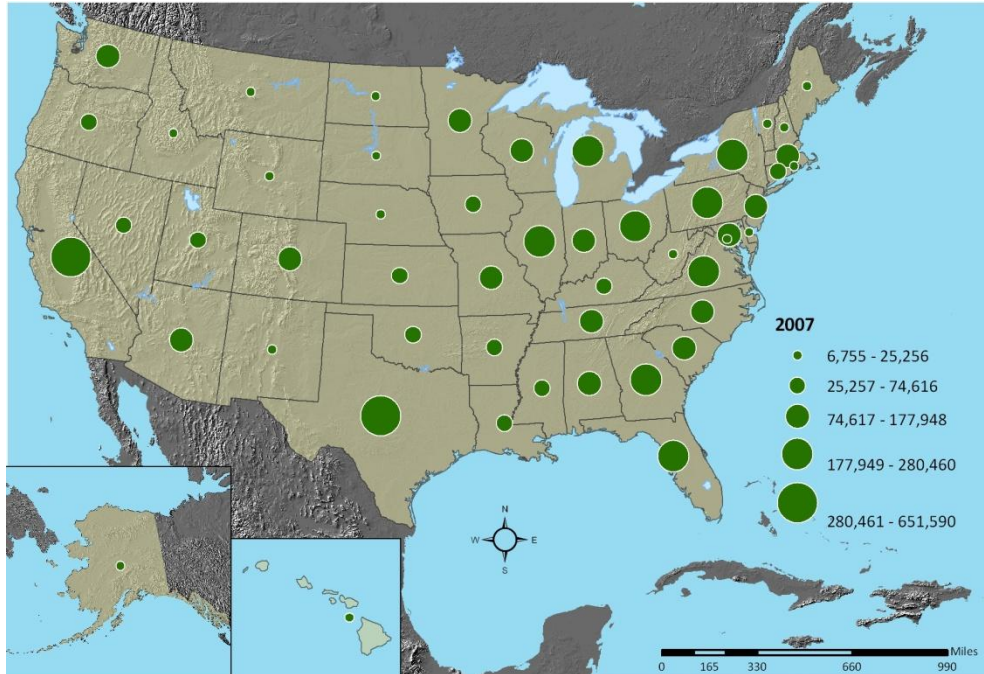 2007
6,755 - 25,256
25,257 - 74,616
74,617 - 177,948
177,949 - 280,460
280,461 - 651,590
N
W E
S
Miles
0 165 330 660 990